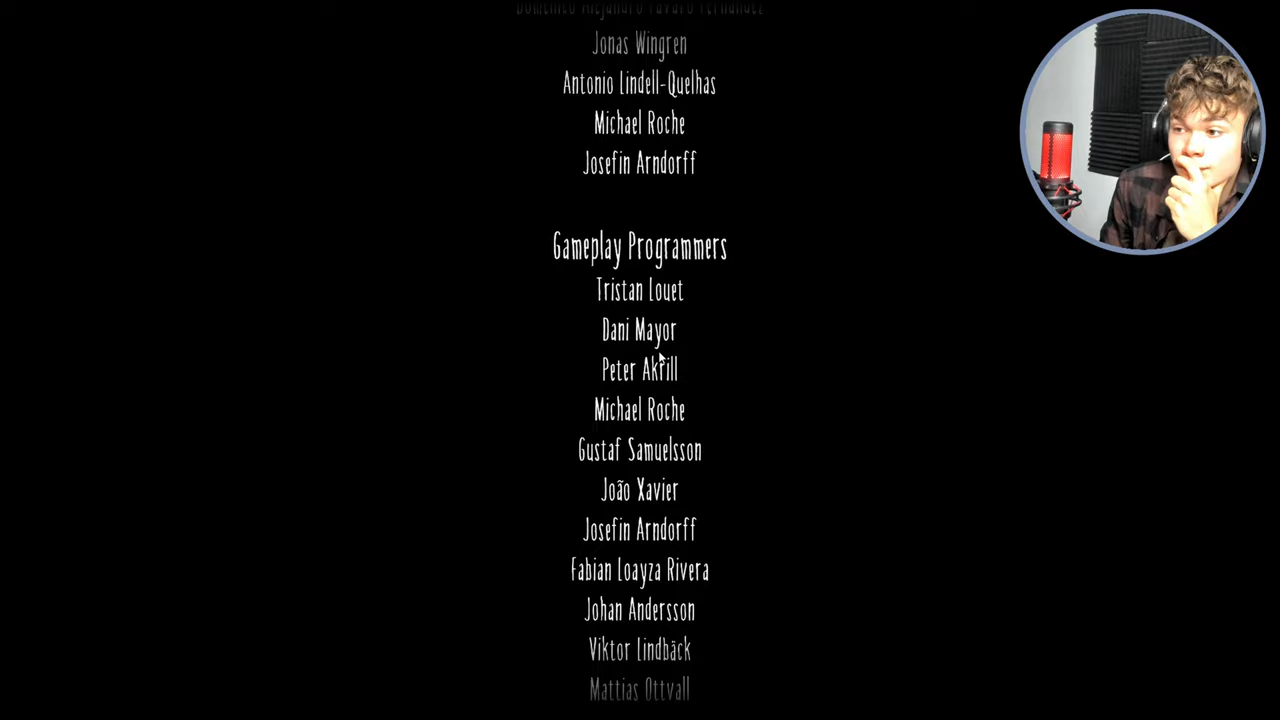 Jonas Wingren
Antonio Lindell-Quelhas
Michael Roche
Josefin Arndorff
Gameplay Programmers
Tristan Louet
Dani Mayor
Peter Akrill
Michael Roche
Gustaf Samuelsson
João Xavier
Josefin Arndorff
Fabian Loayza Rivera
Johan Andersson
Viktor Lindbäck
Mattias Ottvall